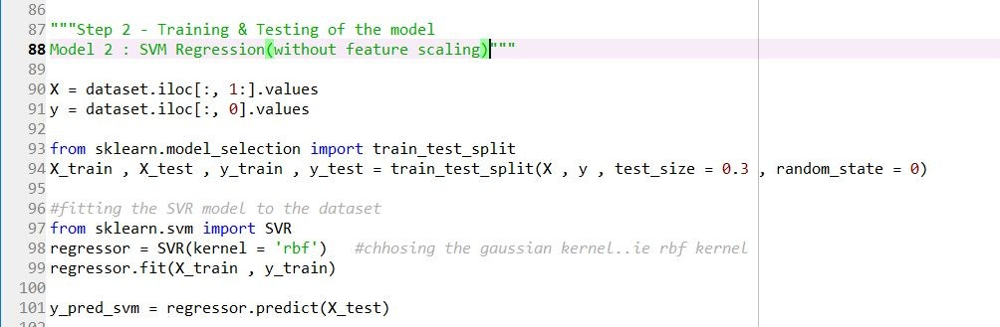 86
87 """Step 2 - Training & Testing of the model
88 Model 2 : SVM Regression(without feature scaling)"""
89
90 X = dataset.iloc[:, 1:].values
91 y = dataset.iloc[:, 0].values
92
93 from sklearn.model_selection import train_test_split
94 X_train , X_test , y_train , y_test = train_test_split(X , y , test_size = 0.3 , random_state = 0)
95
96 #fitting the SVR model to the dataset
97 from sklearn.svm import SVR
98 regressor = SVR(kernel = 'rbf')   #chhosing the gaussian kernel..ie rbf kernel
99 regressor.fit(X_train , y_train)
100
101 y_pred_svm = regressor.predict(X_test)
102